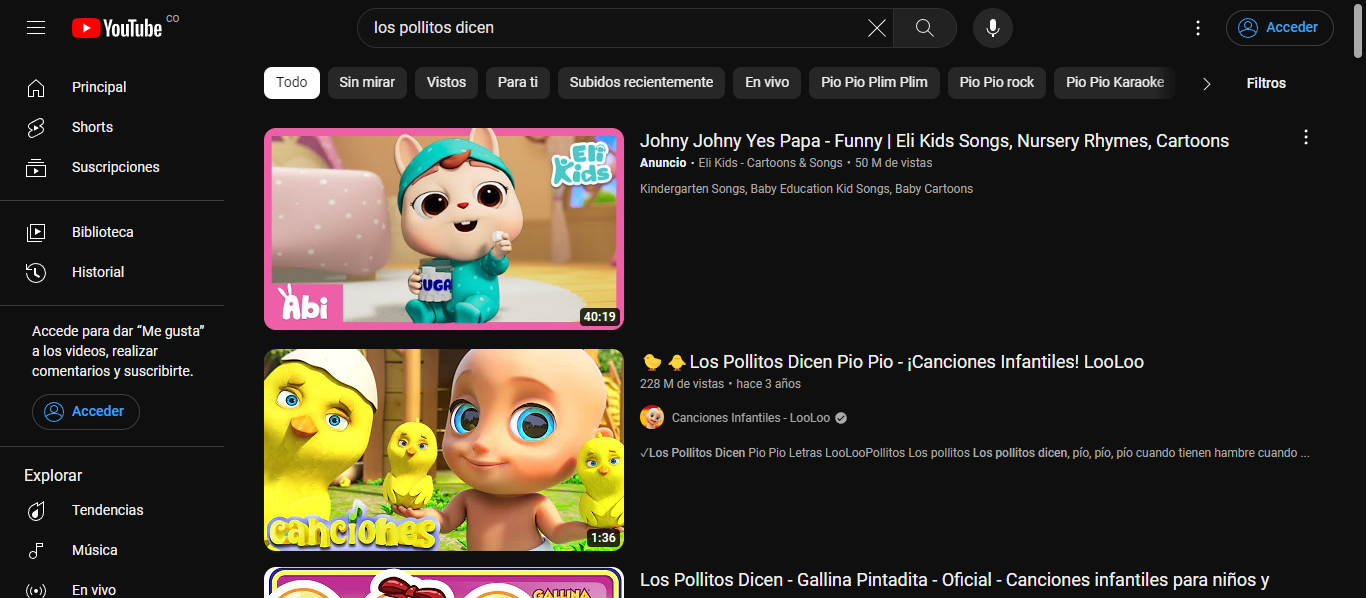 YouTube CO
los pollitos dicen
Acceder
Principal
Shorts
Suscripciones
Biblioteca
Historial
Accede para dar “Me gusta”
a los videos, realizar
comentarios y suscribirte.
Acceder
Explorar
Tendencias
Música
En vivo
Todo
Sin mirar
Vistos
Para ti
Subidos recientemente
En vivo
Pio Pio Plim Plim
Pio Pio rock
Pio Pio Karaoke
Filtros
Eli
Kids
SUGA
Abi
40:19
Johny Johny Yes Papa - Funny | Eli Kids Songs, Nursery Rhymes, Cartoons
Anuncio • Eli Kids - Cartoons & Songs • 50 M de vistas
Kindergarten Songs, Baby Education Kid Songs, Baby Cartoons
canciones
1:36
🐤 🐥 Los Pollitos Dicen Pio Pio - ¡Canciones Infantiles! LooLoo
228 M de vistas • hace 3 años
Canciones Infantiles - LooLoo
✓Los Pollitos Dicen Pio Pio Letras LooLooPollitos Los pollitos Los pollitos dicen, pío, pío, pío cuando tienen hambre cuando ...
GALLINA
Los Pollitos Dicen - Gallina Pintadita - Oficial - Canciones infantiles para niños y